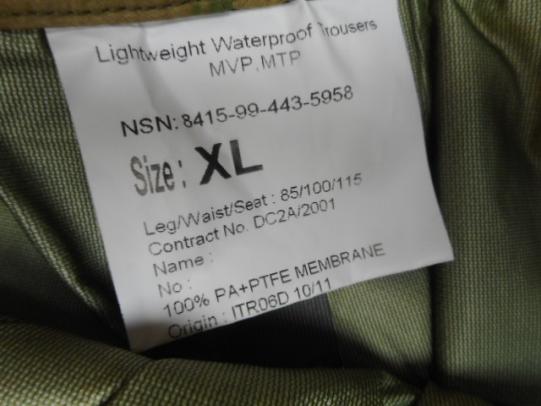 Lightweight Waterproof Trousers
MVP.MTP
NSN: 8415-99-443-5958
Size: XL
Leg/Waist/Seat : 85/100/115
Contract No. DC2A/2001
Name :
No :
100% PA+PTFE MEMBRANE
Origin : ITR06D 10/11